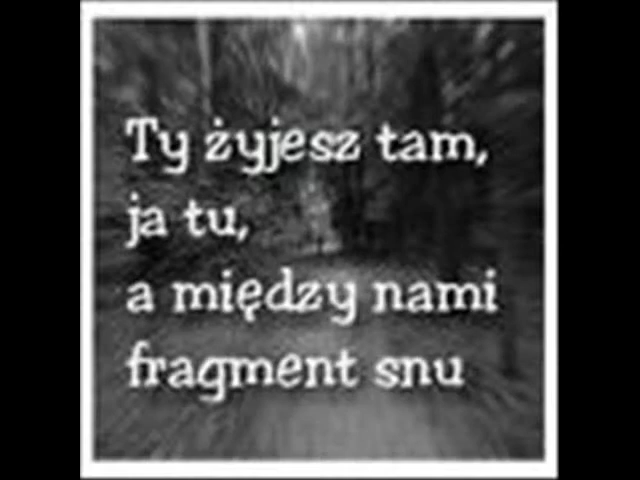 Ty żyjesz tam,
ja tu,
a między nami
fragment snu